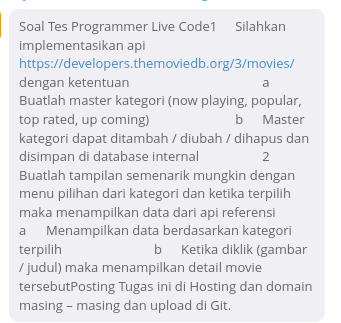 Soal Tes Programmer Live Code1 Silahkan
implementasikan api
https://developers.themoviedb.org/3/movies/
dengan ketentuan a
Buatlah master kategori (now playing, popular,
top rated, up coming) b Master
kategori dapat ditambah / diubah / dihapus dan
disimpan di database internal 2
Buatlah tampilan semenarik mungkin dengan
menu pilihan dari kategori dan ketika terpilih
maka menampilkan data dari api referensi
a Menampilkan data berdasarkan kategori
terpilih b Ketika diklik (gambar
/ judul) maka menampilkan detail movie
tersebutPosting Tugas ini di Hosting dan domain
masing – masing dan upload di Git.